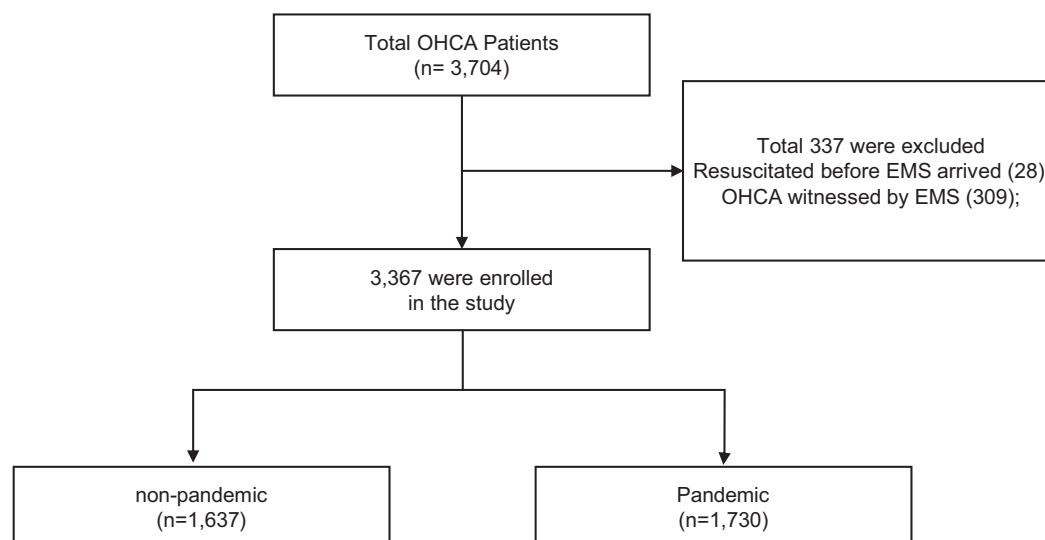 Total OHCA Patients
(n= 3,704)
Total 337 were excluded
Resuscitated before EMS arrived (28)
OHCA witnessed by EMS (309);
3,367 were enrolled
in the study
non-pandemic
(n=1,637)
Pandemic
(n=1,730)